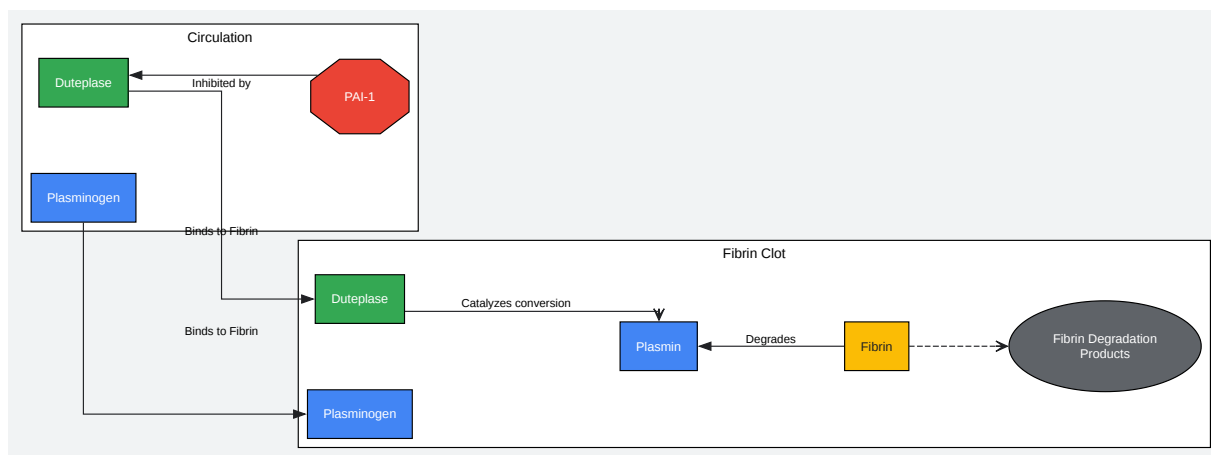 Circulation
Duteplase
Inhibited by
PAI-1
Plasminogen
Binds to Fibrin
Fibrin Clot
Duteplase
Catalyzes conversion
Binds to Fibrin
Plasmin
Degrades
Fibrin
Fibrin Degradation
Products
Plasminogen